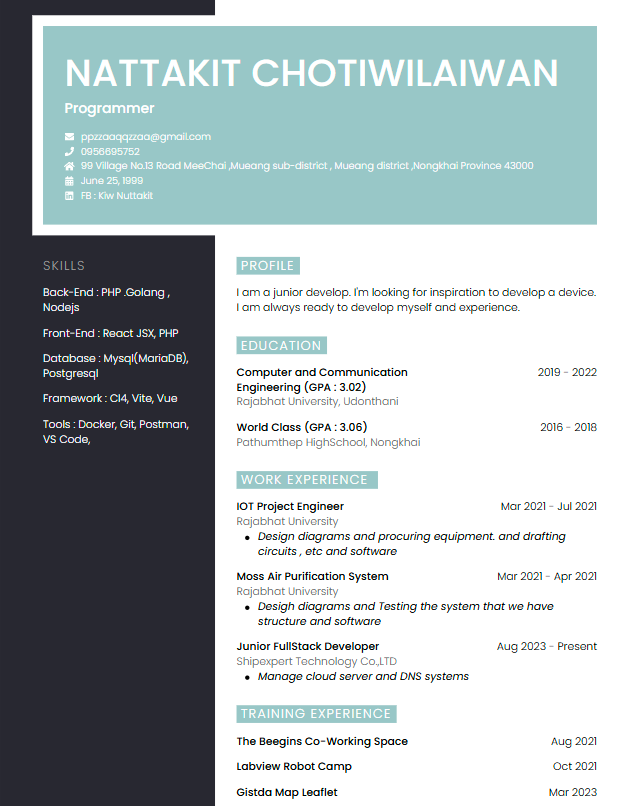 NATTAKIT CHOTIWILAIWAN
Programmer
ppzzaaqqzzaa@gmail.com
0956695752
99 Village No.13 Road MeeChai ,Mueang sub-district , Mueang district ,Nongkhai Province 43000
June 25, 1999
FB : Kiw Nuttakit
SKILLS
Back-End : PHP .Golang ,
Nodejs
Front-End : React JSX, PHP
Database : Mysql(MariaDB),
Postgresql
Framework : CI4, Vite, Vue
Tools : Docker, Git, Postman,
VS Code,
PROFILE
I am a junior develop. I'm looking for inspiration to develop a device.
I am always ready to develop myself and experience.
EDUCATION
Computer and Communication 2019 - 2022
Engineering (GPA : 3.02)
Rajabhat University, Udonthani
World Class (GPA : 3.06) 2016 - 2018
Pathumthep HighSchool, Nongkhai
WORK EXPERIENCE
IOT Project Engineer Mar 2021 - Jul 2021
Rajabhat University
• Design diagrams and procuring equipment. and drafting
circuits , etc and software
Moss Air Purification System Mar 2021 - Apr 2021
Rajabhat University
• Desigh diagrams and Testing the system that we have
structure and software
Junior FullStack Developer Aug 2023 - Present
Shipexpert Technology Co.,LTD
• Manage cloud server and DNS systems
TRAINING EXPERIENCE
The Beegins Co-Working Space Aug 2021
Labview Robot Camp Oct 2021
Gistda Map Leaflet Mar 2023